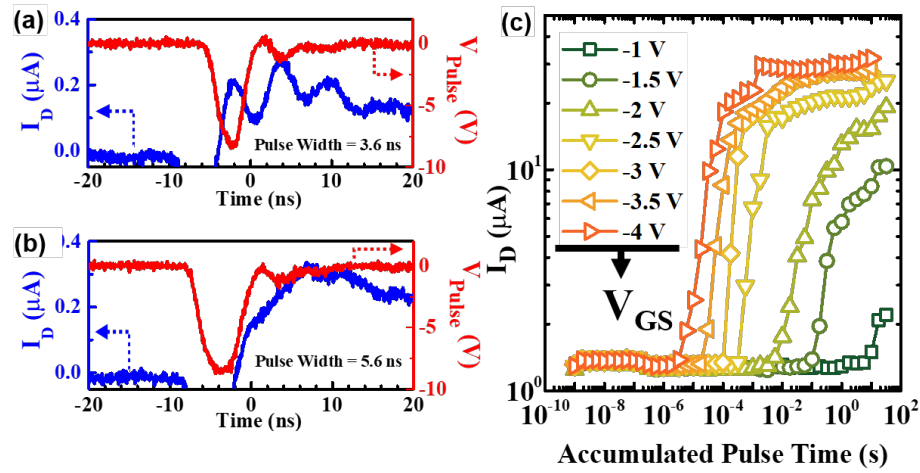 (a)
0.4
0.2
0.0
I_D (μA)
0
-5
-10
V_Pulse (V)
Pulse Width = 3.6 ns
-20 -10 0 10 20
Time (ns)
(b)
0.4
0.2
0.0
I_D (μA)
0
-5
-10
V_Pulse (V)
Pulse Width = 5.6 ns
-20 -10 0 10 20
Time (ns)
(c)
-1 V
-1.5 V
-2 V
-2.5 V
-3 V
-3.5 V
-4 V
V_GS
I_D (μA)
10^1
10^0
10^-10 10^-8 10^-6 10^-4 10^-2 10^0 10^2
Accumulated Pulse Time (s)